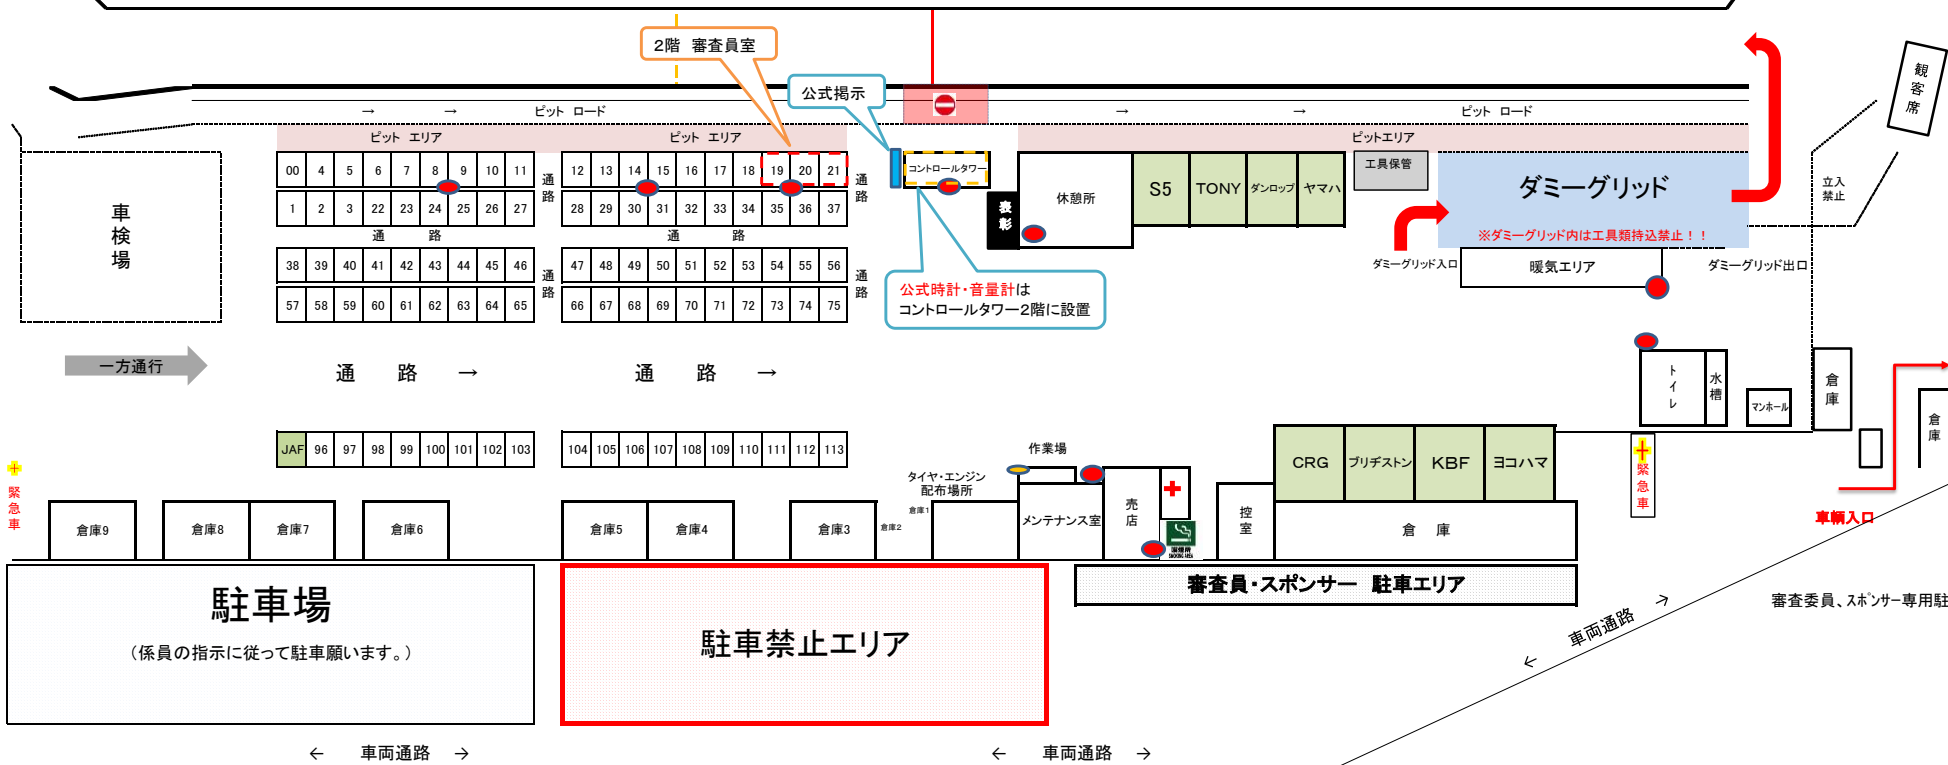 2階 審査員室
公式掲示
観客席
→ → ピット ロード → → ピット ロード
ピット エリア ピット エリア ピットエリア
00 4 5 6 7 8 9 10 11
12 13 14 15 16 17 18 19 20 21
1 2 3 22 23 24 25 26 27
28 29 30 31 32 33 34 35 36 37
通路
通路
通 路 通 路
38 39 40 41 42 43 44 45 46
47 48 49 50 51 52 53 54 55 56
57 58 59 60 61 62 63 64 65
66 67 68 69 70 71 72 73 74 75
通路
通路
車検場
コントロールタワー
表彰
休憩所
S5 TONY ダンロップ ヤマハ
工具保管
ダミーグリッド
※ダミーグリッド内は工具類持込禁止！！
立入
禁止
ダミーグリッド入口
暖気エリア
ダミーグリッド出口
公式時計・音量計は
コントロールタワー2階に設置
一方通行
通 路 → 通 路 →
トイレ
水槽
マンホール
倉庫
倉庫
JAF 96 97 98 99 100 101 102 103
104 105 106 107 108 109 110 111 112 113
緊急車
倉庫9 倉庫8 倉庫7 倉庫6 倉庫5 倉庫4 倉庫3
倉庫2
倉庫1
タイヤ・エンジン
配布場所
作業場
メンテナンス室
売店
喫煙所
SMOKING AREA
控室
CRG ブリヂストン KBF ヨコハマ
倉 庫
緊急車
車輌入口
駐車場
（係員の指示に従って駐車願います。）
駐車禁止エリア
審査員・スポンサー 駐車エリア
審査委員、スポンサー専用駐
← 車両通路 →
← 車両通路 → ← 車両通路 →